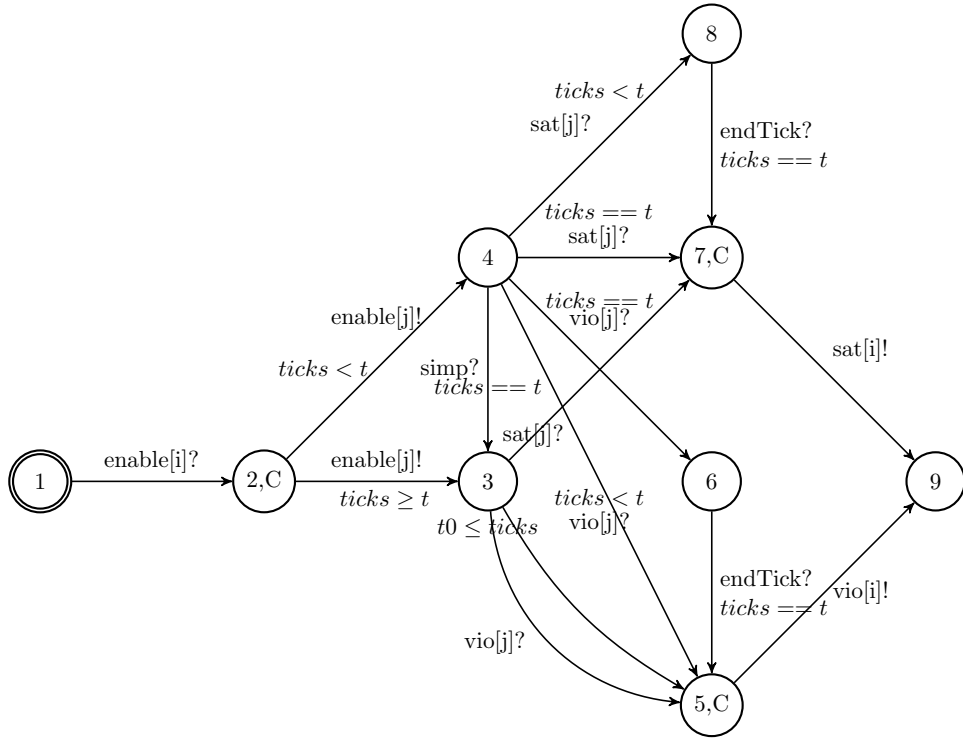 8
ticks < t
sat[j]?
endTick?
ticks == t
ticks == t
sat[j]?
4
7,C
ticks == t
vio[j]?
enable[j]!
ticks < t
simp?
ticks == t
sat[i]!
sat[j]?
enable[i]?
enable[j]!
1
2,C
3
6
9
ticks ≥ t
t0 ≤ ticks
ticks < t
vio[j]?
endTick?
ticks == t
vio[i]!
vio[j]?
5,C